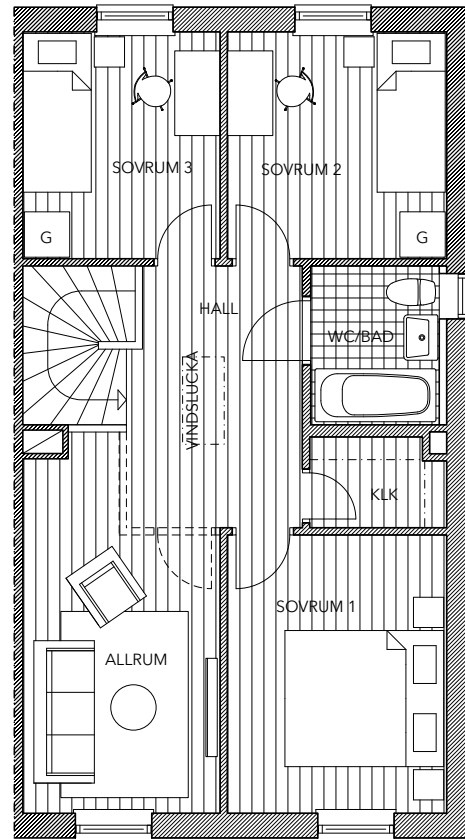 SOVRUM 3
SOVRUM 2
G
G
HALL
WC/BAD
VINDSLUCKA
KLK
SOVRUM 1
ALLRUM